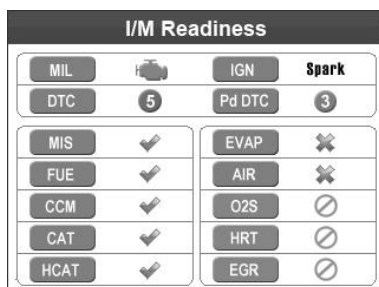 I/M Readiness
MIL IGN Spark
DTC 5 Pd DTC 3
MIS EVAP
FUE AIR
CCM O2S
CAT HRT
HCAT EGR